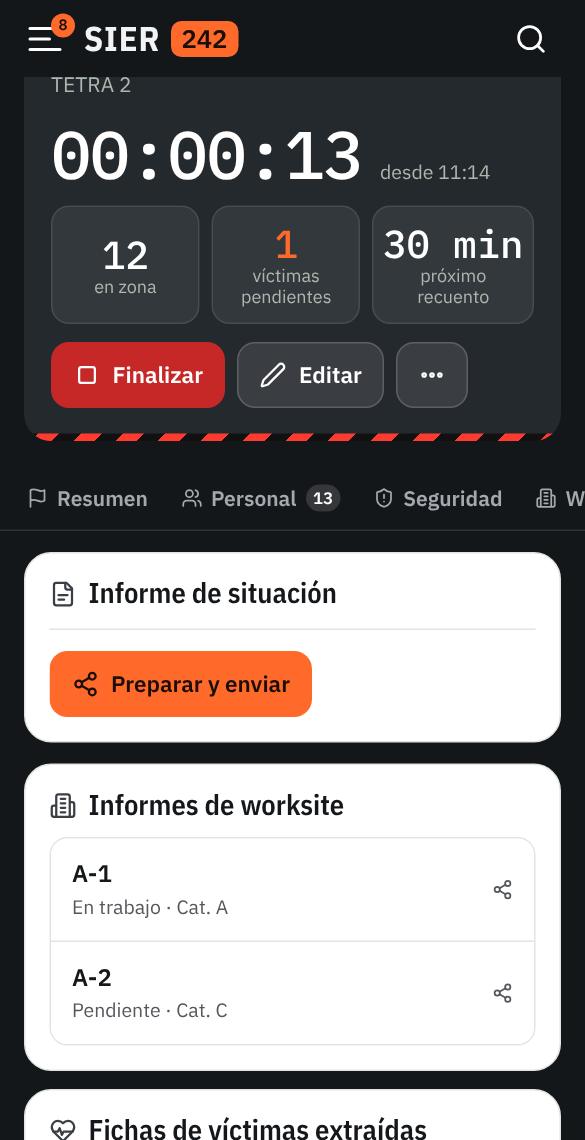 8
SIER 242
TETRA 2
00:00:13 desde 11:14
12
en zona
1
víctimas
pendientes
30 min
próximo
recuento
Finalizar
Editar
Resumen
Personal 13
Seguridad
W
Informe de situación
Preparar y enviar
Informes de worksite
A-1
En trabajo · Cat. A
A-2
Pendiente · Cat. C
Fichas de víctimas extraídas